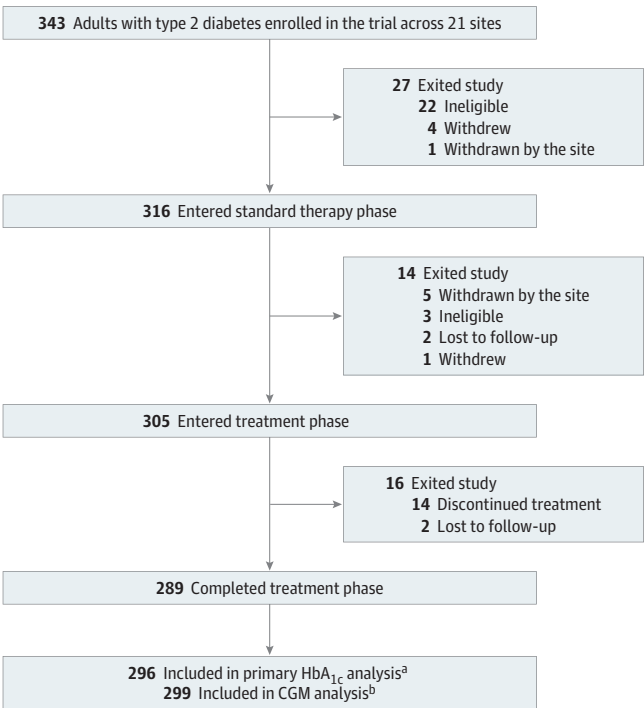 343 Adults with type 2 diabetes enrolled in the trial across 21 sites
27 Exited study
22 Ineligible
4 Withdrew
1 Withdrawn by the site
316 Entered standard therapy phase
14 Exited study
5 Withdrawn by the site
3 Ineligible
2 Lost to follow-up
1 Withdrew
305 Entered treatment phase
16 Exited study
14 Discontinued treatment
2 Lost to follow-up
289 Completed treatment phase
296 Included in primary HbA1c analysisa
299 Included in CGM analysisb